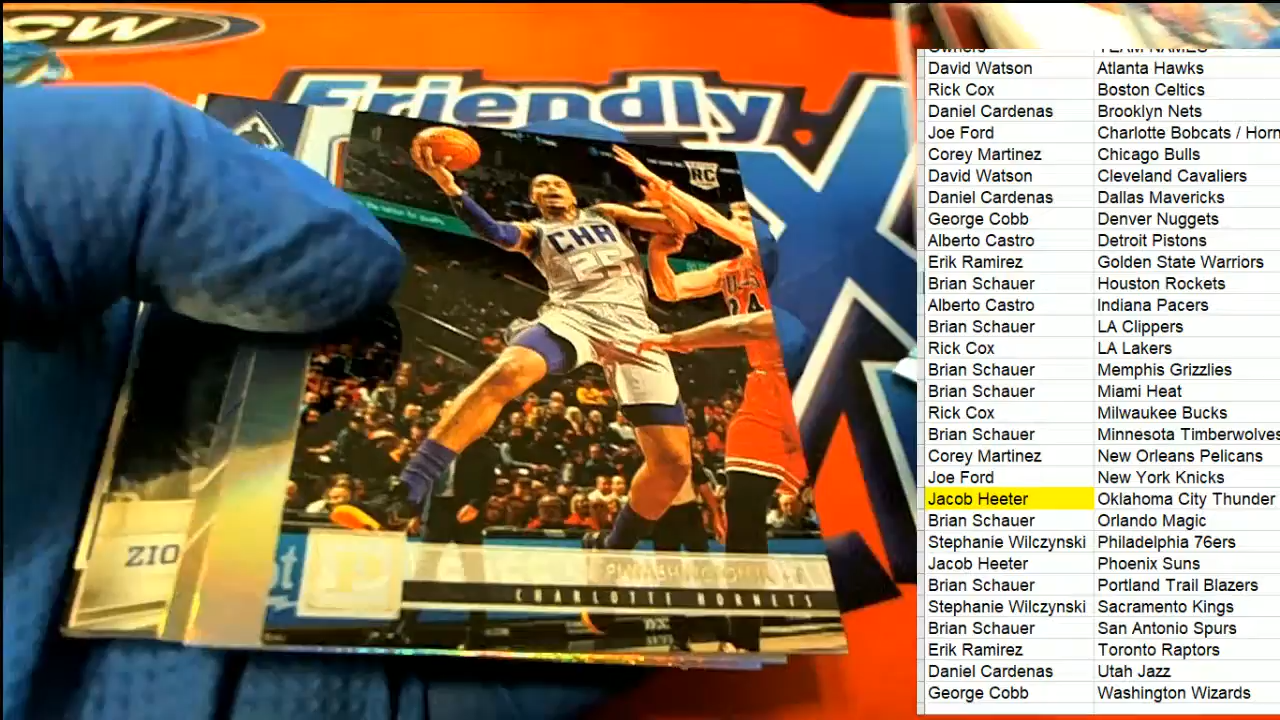 CW
Friendly
RC
CHA
25
ZIO
CHARLOTTE HORNETS
Owners TEAM NAMES
David Watson Atlanta Hawks
Rick Cox Boston Celtics
Daniel Cardenas Brooklyn Nets
Joe Ford Charlotte Bobcats / Horn
Corey Martinez Chicago Bulls
David Watson Cleveland Cavaliers
Daniel Cardenas Dallas Mavericks
George Cobb Denver Nuggets
Alberto Castro Detroit Pistons
Erik Ramirez Golden State Warriors
Brian Schauer Houston Rockets
Alberto Castro Indiana Pacers
Brian Schauer LA Clippers
Rick Cox LA Lakers
Brian Schauer Memphis Grizzlies
Brian Schauer Miami Heat
Rick Cox Milwaukee Bucks
Brian Schauer Minnesota Timberwolves
Corey Martinez New Orleans Pelicans
Joe Ford New York Knicks
Jacob Heeter Oklahoma City Thunder
Brian Schauer Orlando Magic
Stephanie Wilczynski Philadelphia 76ers
Jacob Heeter Phoenix Suns
Brian Schauer Portland Trail Blazers
Stephanie Wilczynski Sacramento Kings
Brian Schauer San Antonio Spurs
Erik Ramirez Toronto Raptors
Daniel Cardenas Utah Jazz
George Cobb Washington Wizards